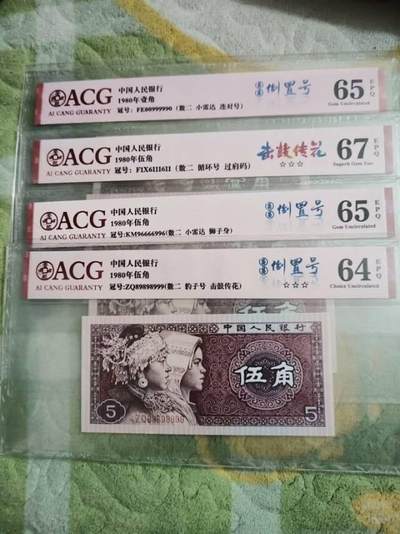 ACG
AI CANG GUARANTY
中国人民银行
1980年壹角
冠号: FE00999990 (数二 小雷达 连对号)
倒置号
65 EPQ
Gem Uncirculated
ACG
AI CANG GUARANTY
中国人民银行
1980年伍角
冠号: F1X6111611 (数二 循环号 过肩码)
击鼓传花
☆☆☆
67 EPQ
Superb Gem Unc
ACG
AI CANG GUARANTY
中国人民银行
1980年伍角
冠号:KM96666996(数二 小雷达 狮子身)
倒置号
65 EPQ
Gem Uncirculated
ACG
AI CANG GUARANTY
中国人民银行
1980年伍角
冠号:ZQ89898999(数二 豹子号 击鼓传花)
倒置号
☆☆☆
64 EPQ
Choice Uncirculated
中国人民银行
伍角
5
ZQ89898999
5